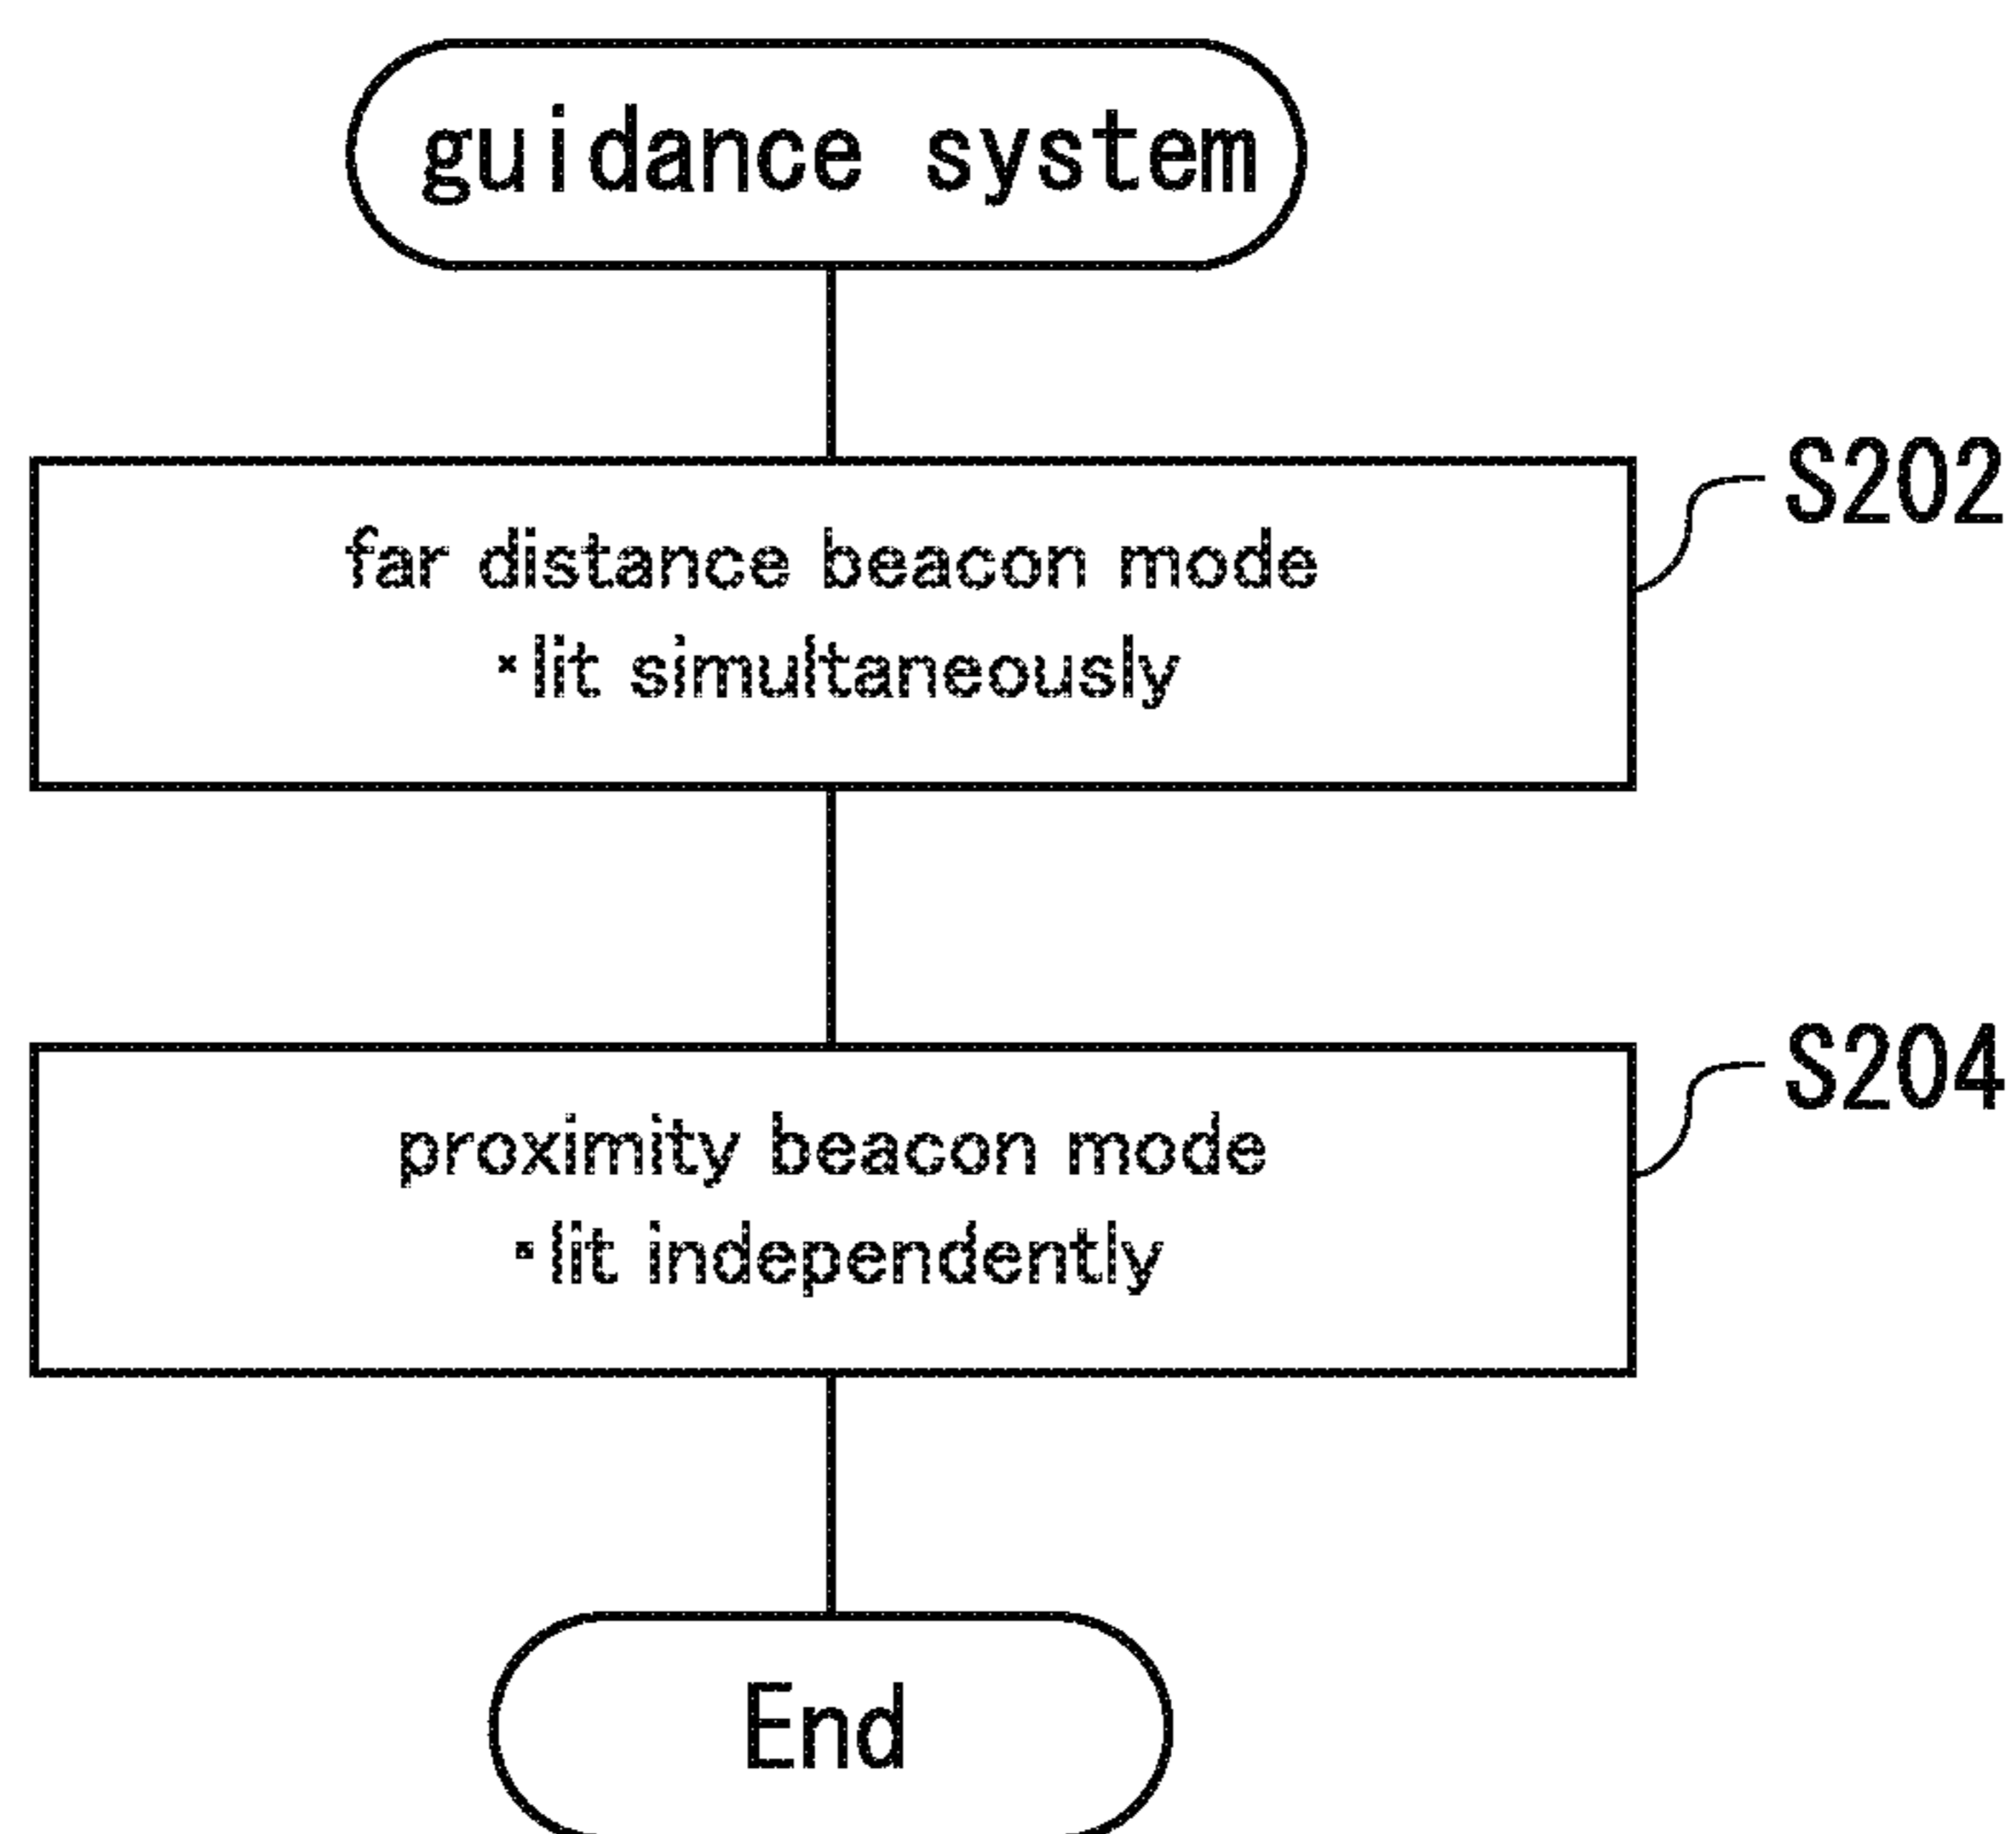 guidance system
S202
far distance beacon mode
・lit simultaneously
S204
proximity beacon mode
・lit independently
End